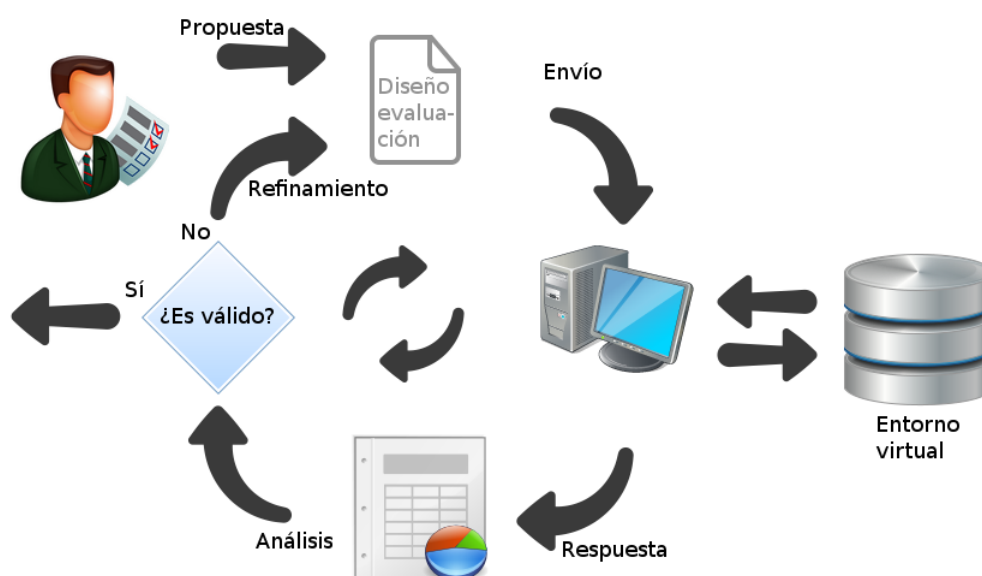 Propuesta
Diseño
evalua-
ción
Envío
Refinamiento
No
Sí
¿Es válido?
Entorno
virtual
Análisis
Respuesta